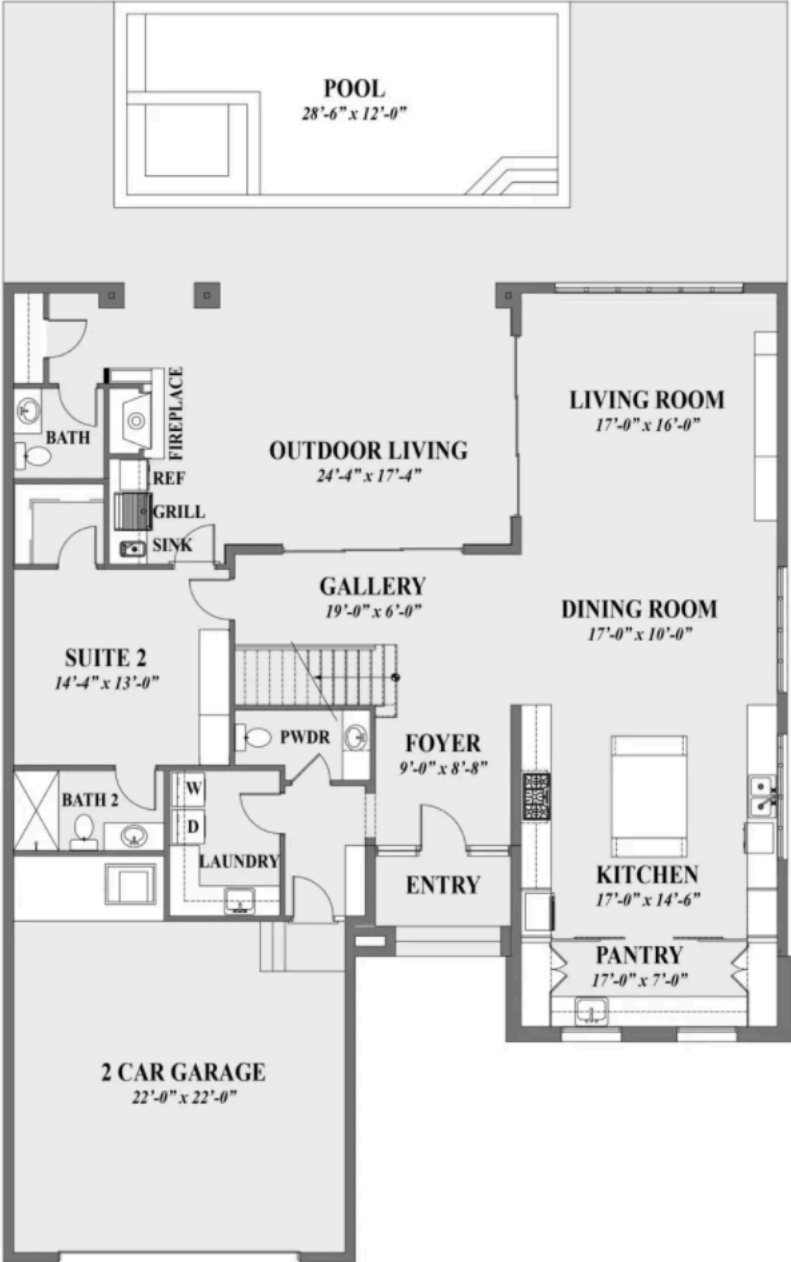 POOL
28'-6" x 12'-0"
LIVING ROOM
17'-0" x 16'-0"
FIREPLACE
BATH
OUTDOOR LIVING
24'-4" x 17'-4"
REF
GRILL
SINK
GALLERY
19'-0" x 6'-0"
DINING ROOM
17'-0" x 10'-0"
SUITE 2
14'-4" x 13'-0"
PWDR
FOYER
9'-0" x 8'-8"
W
BATH 2
D
LAUNDRY
KITCHEN
17'-0" x 14'-6"
ENTRY
PANTRY
17'-0" x 7'-0"
2 CAR GARAGE
22'-0" x 22'-0"